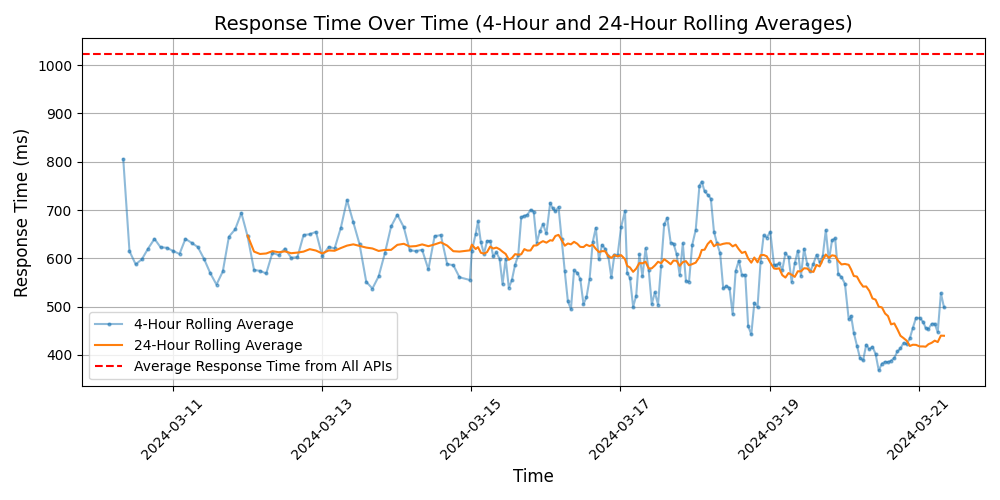 Response Time Over Time (4-Hour and 24-Hour Rolling Averages)
Response Time (ms)
1000
900
800
700
600
500
400
4-Hour Rolling Average
24-Hour Rolling Average
Average Response Time from All APIs
2024-03-11
2024-03-13
2024-03-15
2024-03-17
2024-03-19
2024-03-21
Time